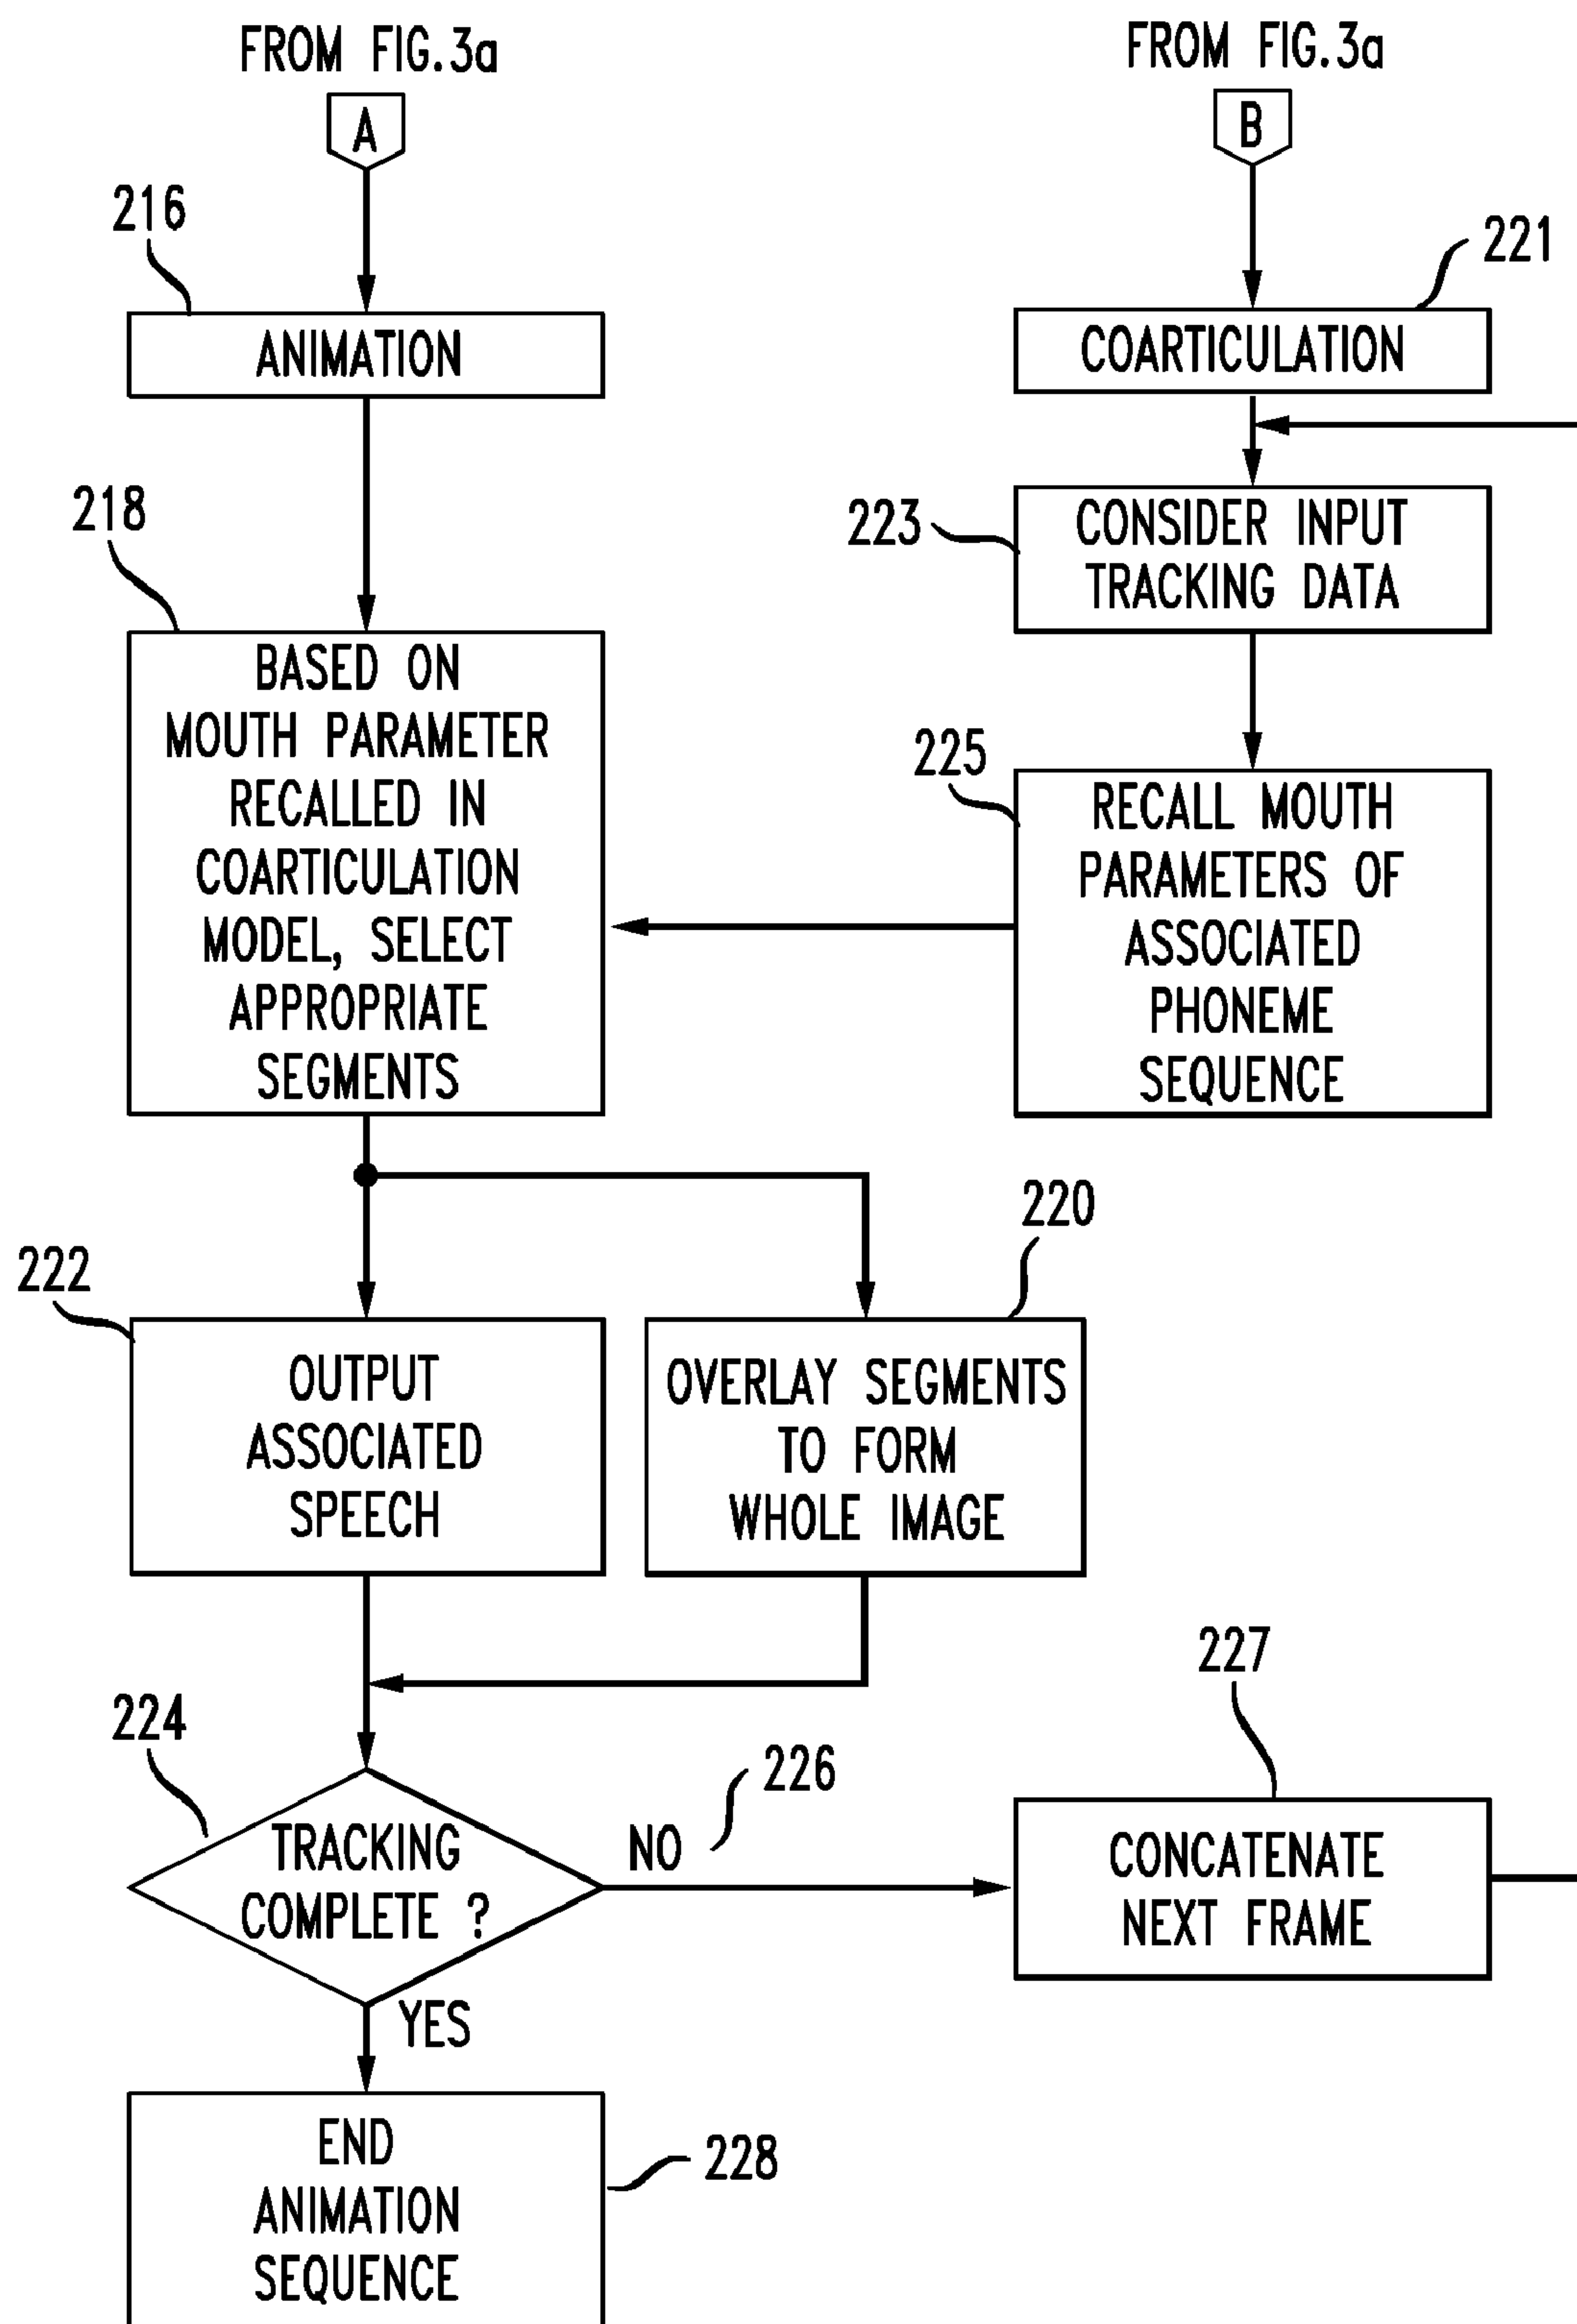 FROM FIG.3a
A
216
ANIMATION
218
BASED ON
MOUTH PARAMETER
RECALLED IN
COARTICULATION
MODEL, SELECT
APPROPRIATE
SEGMENTS
FROM FIG.3a
B
221
COARTICULATION
223
CONSIDER INPUT
TRACKING DATA
225
RECALL MOUTH
PARAMETERS OF
ASSOCIATED
PHONEME
SEQUENCE
222
OUTPUT
ASSOCIATED
SPEECH
220
OVERLAY SEGMENTS
TO FORM
WHOLE IMAGE
224
TRACKING
COMPLETE ?
NO
226
227
CONCATENATE
NEXT FRAME
YES
END
ANIMATION
SEQUENCE
228